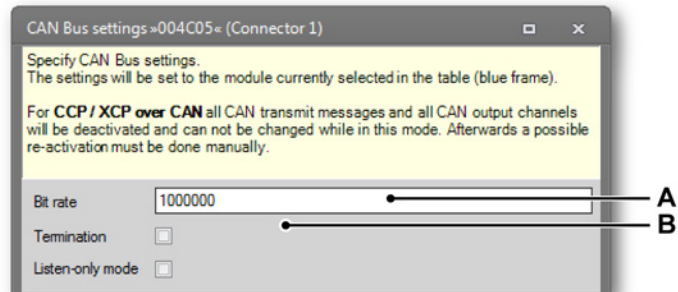 CAN Bus settings »004C05« (Connector 1)
Specify CAN Bus settings.
The settings will be set to the module currently selected in the table (blue frame).
For CCP / XCP over CAN all CAN transmit messages and all CAN output channels
will be deactivated and can not be changed while in this mode. Afterwards a possible
re-activation must be done manually.
Bit rate 1000000 A
B
Termination
Listen-only mode